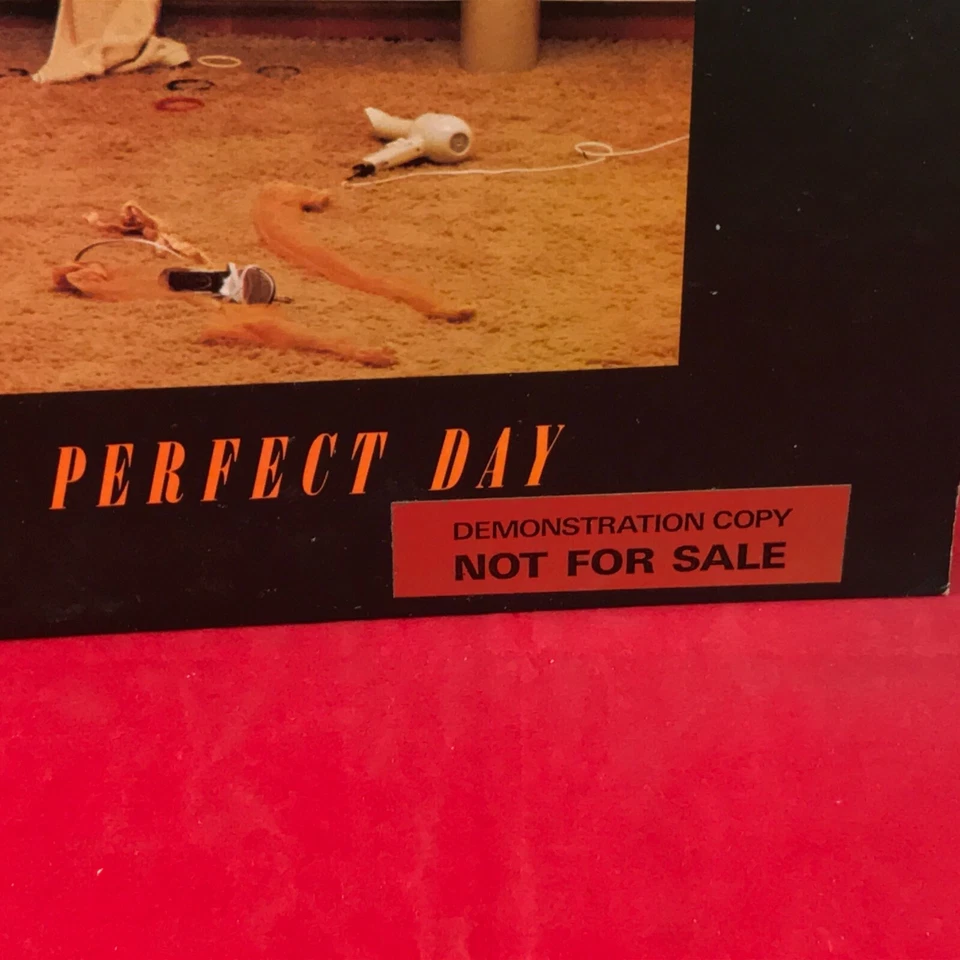 PERFECT DAY
DEMONSTRATION COPY
NOT FOR SALE